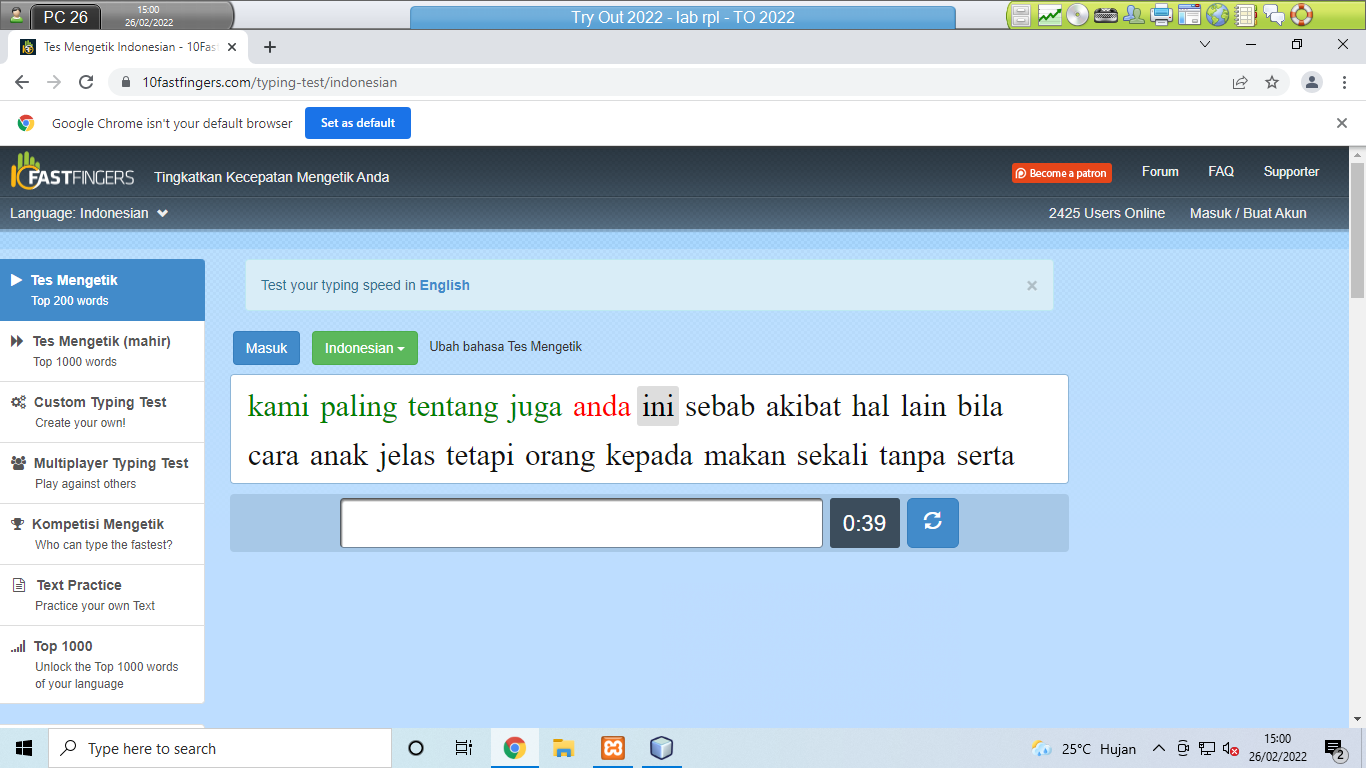 PC 26
15:00
26/02/2022
Try Out 2022 - lab rpl - TO 2022
Tes Mengetik Indonesian - 10Fast
10fastfingers.com/typing-test/indonesian
Google Chrome isn't your default browser
Set as default
10FASTFINGERS
Tingkatkan Kecepatan Mengetik Anda
Become a patron
Forum
FAQ
Supporter
Language: Indonesian
2425 Users Online
Masuk / Buat Akun
Tes Mengetik
Top 200 words
Tes Mengetik (mahir)
Top 1000 words
Custom Typing Test
Create your own!
Multiplayer Typing Test
Play against others
Kompetisi Mengetik
Who can type the fastest?
Text Practice
Practice your own Text
Top 1000
Unlock the Top 1000 words
of your language
Test your typing speed in English
Masuk
Indonesian
Ubah bahasa Tes Mengetik
kami paling tentang juga anda ini sebab akibat hal lain bila
cara anak jelas tetapi orang kepada makan sekali tanpa serta
0:39
Type here to search
25°C Hujan
15:00
26/02/2022
2